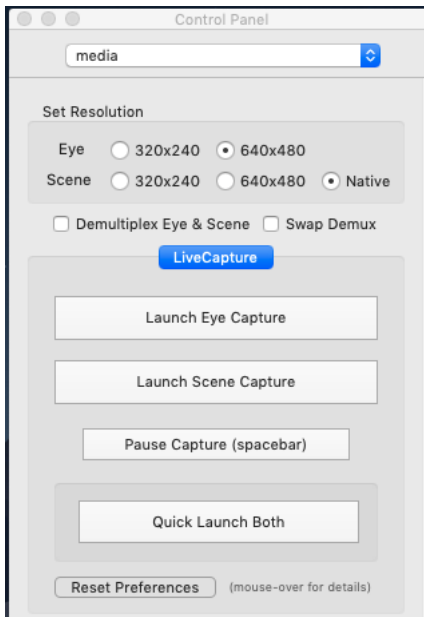 Control Panel
media
Set Resolution
Eye 320x240 640x480
Scene 320x240 640x480 Native
Demultiplex Eye & Scene Swap Demux
LiveCapture
Launch Eye Capture
Launch Scene Capture
Pause Capture (spacebar)
Quick Launch Both
Reset Preferences (mouse-over for details)